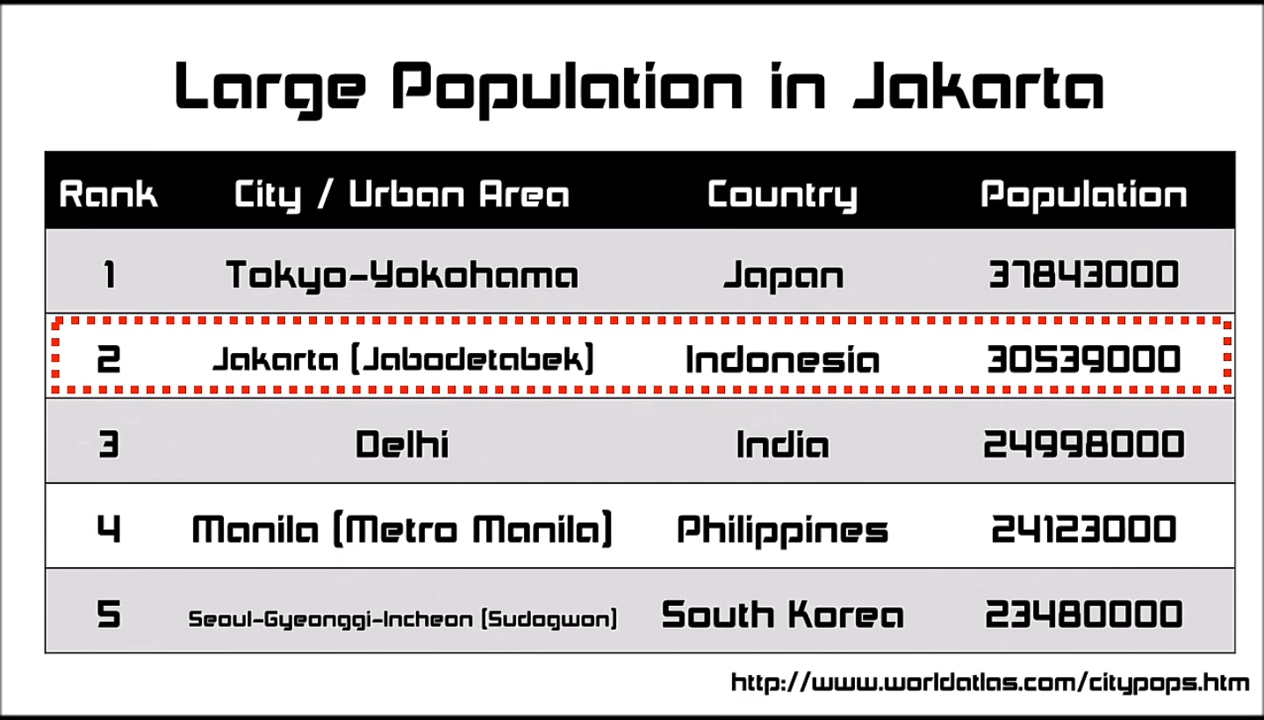 Large Population in Jakarta
Rank City / Urban Area Country Population
1 Tokyo-Yokohama Japan 37843000
2 Jakarta (Jabodetabek) Indonesia 30539000
3 Delhi India 24998000
4 Manila (Metro Manila) Philippines 24123000
5 Seoul-Gyeonggi-Incheon (Sudogwon) South Korea 23480000
http://www.worldatlas.com/citypops.htm